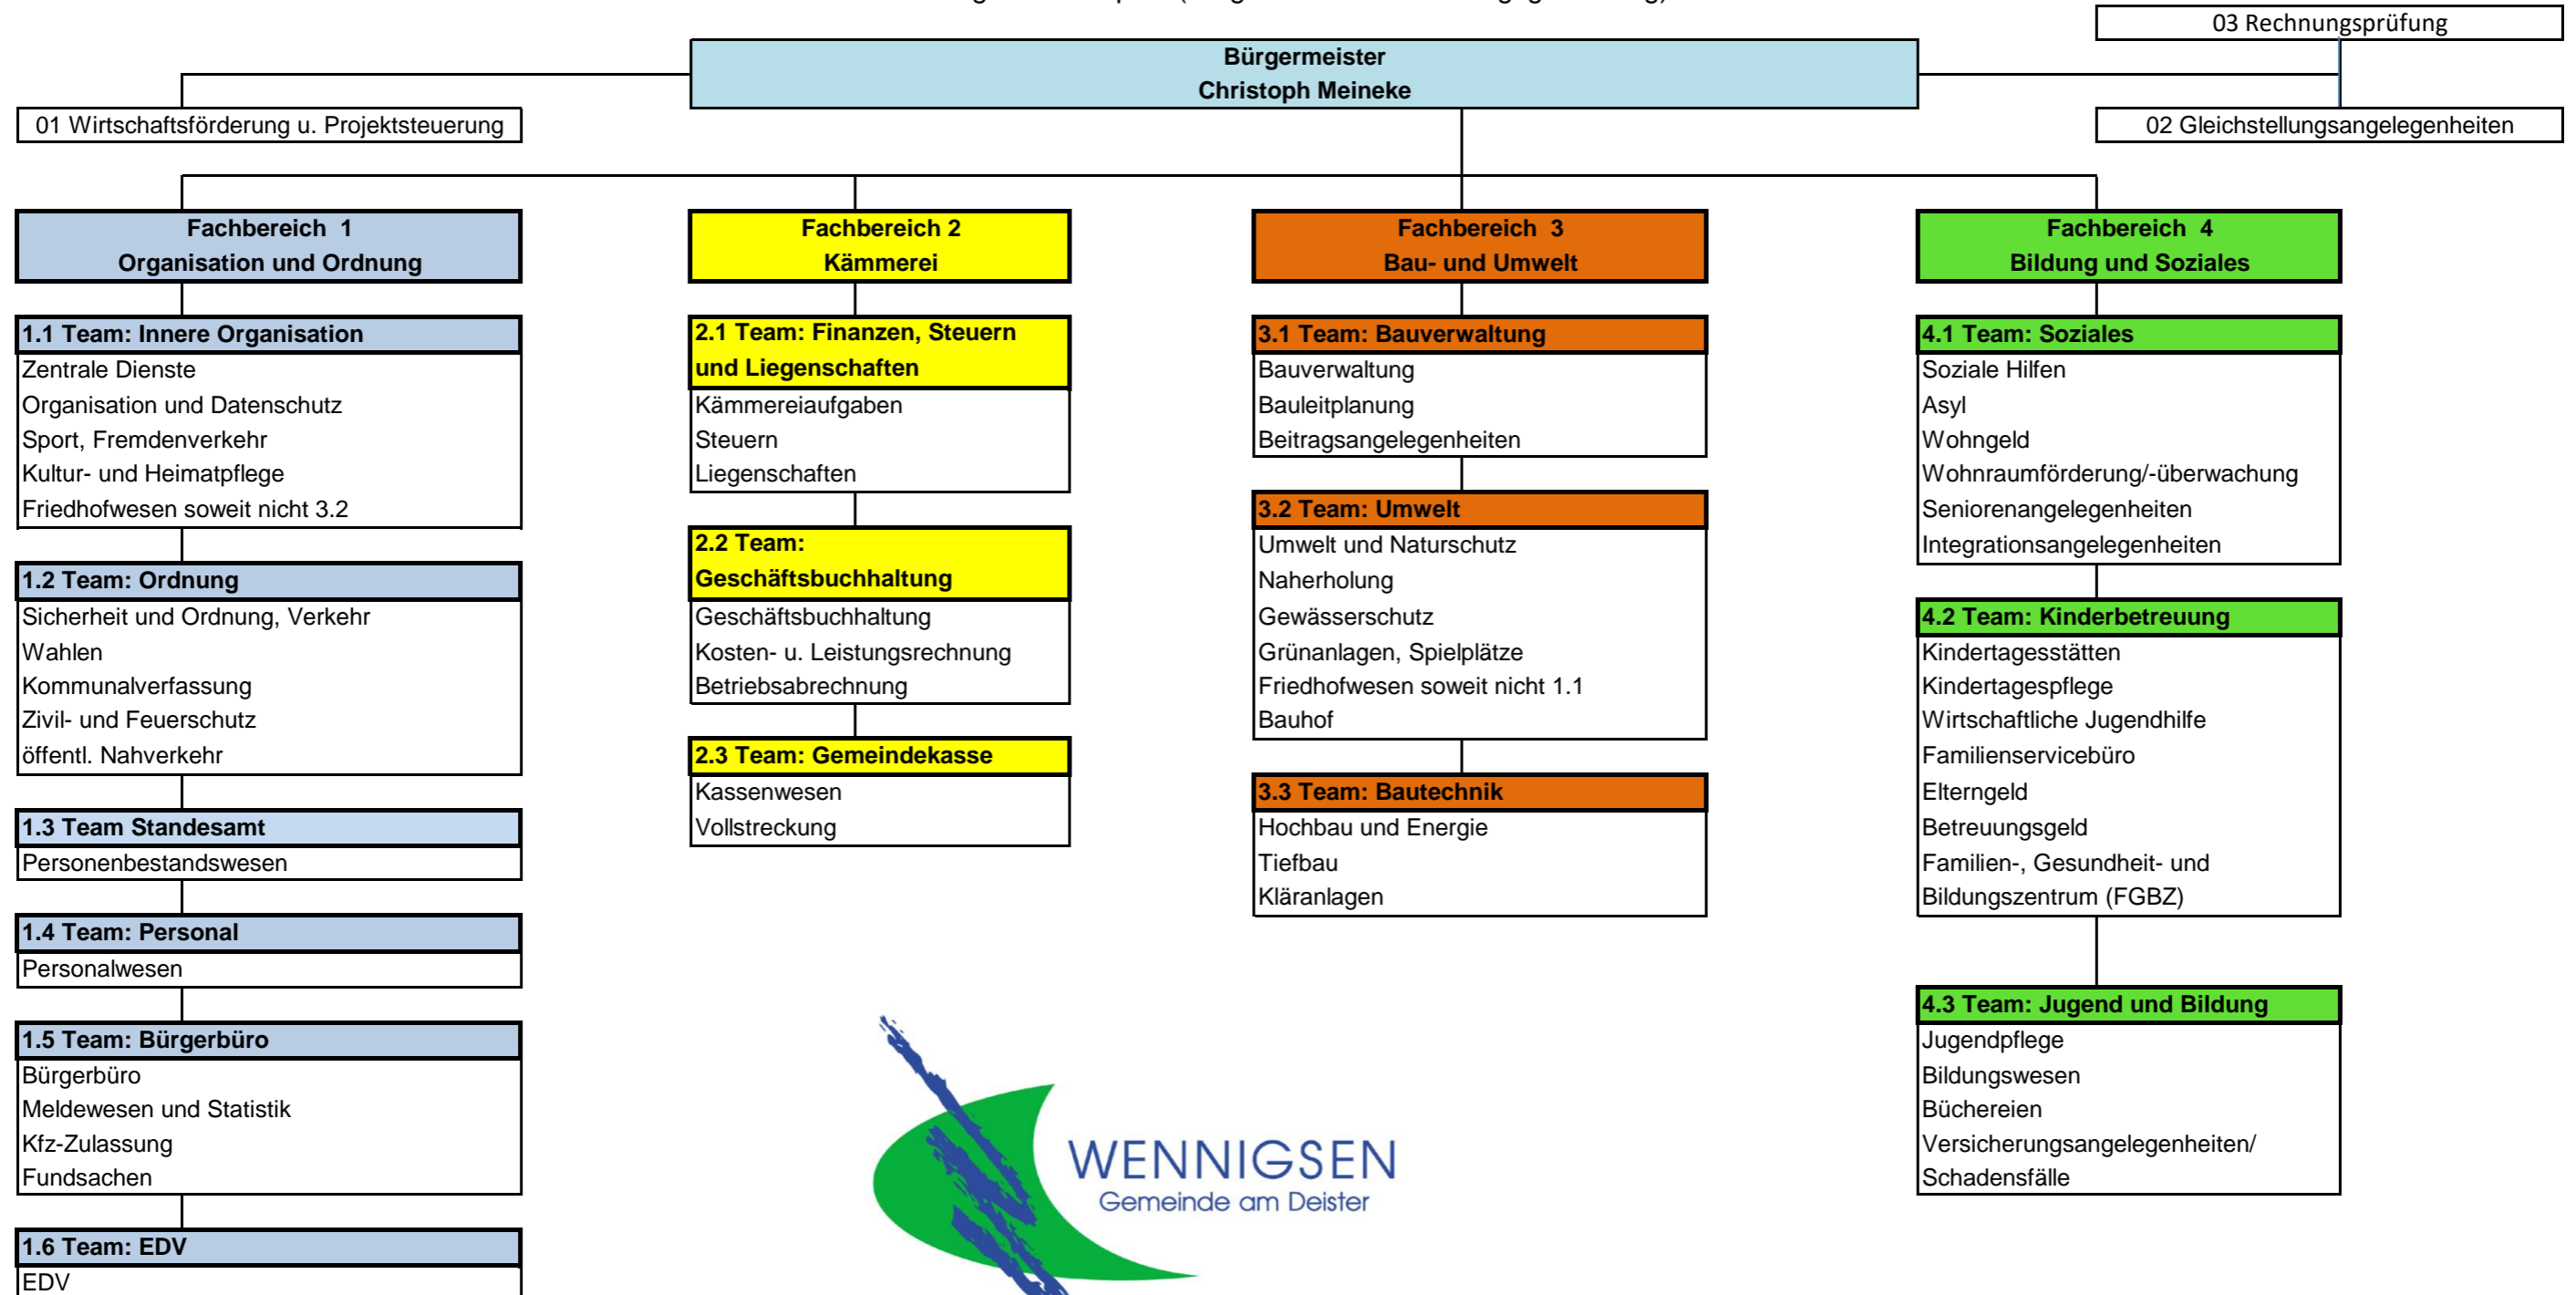 03 Rechnungsprüfung
Bürgermeister
Christoph Meineke
01 Wirtschaftsförderung u. Projektsteuerung
02 Gleichstellungsangelegenheiten
Fachbereich 1
Organisation und Ordnung
1.1 Team: Innere Organisation
Zentrale Dienste
Organisation und Datenschutz
Sport, Fremdenverkehr
Kultur- und Heimatpflege
Friedhofwesen soweit nicht 3.2
1.2 Team: Ordnung
Sicherheit und Ordnung, Verkehr
Wahlen
Kommunalverfassung
Zivil- und Feuerschutz
öffentl. Nahverkehr
1.3 Team Standesamt
Personenbestandswesen
1.4 Team: Personal
Personalwesen
1.5 Team: Bürgerbüro
Bürgerbüro
Meldewesen und Statistik
Kfz-Zulassung
Fundsachen
1.6 Team: EDV
EDV
Fachbereich 2
Kämmerei
2.1 Team: Finanzen, Steuern
und Liegenschaften
Kämmereiaufgaben
Steuern
Liegenschaften
2.2 Team:
Geschäftsbuchhaltung
Geschäftsbuchhaltung
Kosten- u. Leistungsrechnung
Betriebsabrechnung
2.3 Team: Gemeindekasse
Kassenwesen
Vollstreckung
Fachbereich 3
Bau- und Umwelt
3.1 Team: Bauverwaltung
Bauverwaltung
Bauleitplanung
Beitragsangelegenheiten
3.2 Team: Umwelt
Umwelt und Naturschutz
Naherholung
Gewässerschutz
Grünanlagen, Spielplätze
Friedhofwesen soweit nicht 1.1
Bauhof
3.3 Team: Bautechnik
Hochbau und Energie
Tiefbau
Kläranlagen
Fachbereich 4
Bildung und Soziales
4.1 Team: Soziales
Soziale Hilfen
Asyl
Wohngeld
Wohnraumförderung/-überwachung
Seniorenangelegenheiten
Integrationsangelegenheiten
4.2 Team: Kinderbetreuung
Kindertagesstätten
Kindertagespflege
Wirtschaftliche Jugendhilfe
Familienservicebüro
Elterngeld
Betreuungsgeld
Familien-, Gesundheit- und
Bildungszentrum (FGBZ)
4.3 Team: Jugend und Bildung
Jugendpflege
Bildungswesen
Büchereien
Versicherungsangelegenheiten/
Schadensfälle
WENNIGSEN
Gemeinde am Deister